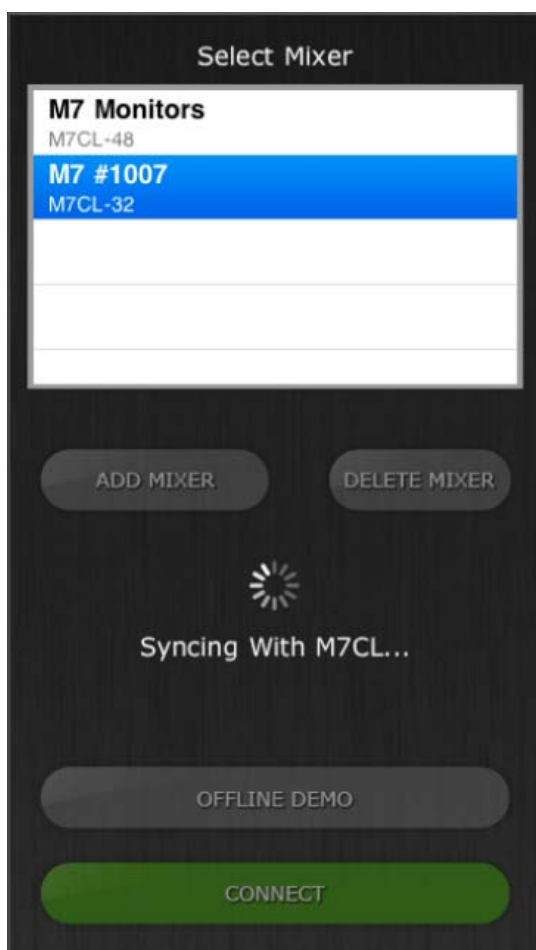 Select Mixer
M7 Monitors
M7CL-48
M7 #1007
M7CL-32
ADD MIXER DELETE MIXER
Syncing With M7CL...
OFFLINE DEMO
CONNECT